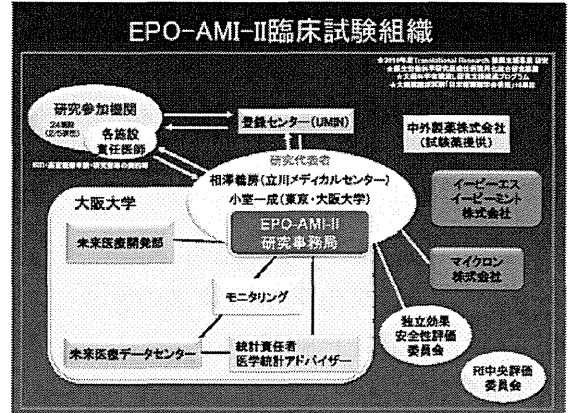 EPO-AMI-II臨床試験組織
研究参加機関
各施設
責任医師
登録センター(UMIN)
中外製薬株式会社
(試験薬提供)
研究代表者
相澤義房(立川メディカルセンター)
小室一成(東京・大阪大学)
EPO-AMI-II
研究事務局
大阪大学
未来医療開発部
モニタリング
未来医療データセンター
統計責任者
医学統計アドバイザー
イーピーエス
イーピーミント
株式会社
マイクロン
株式会社
独立効果
安全性評価
委員会
RI中央評価
委員会